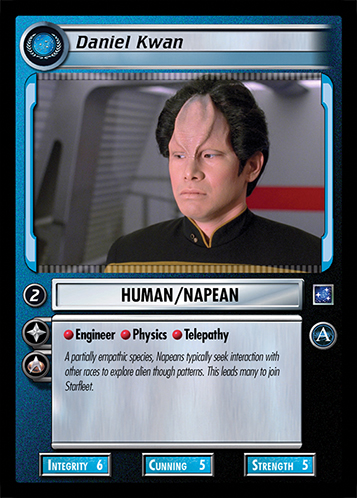 Daniel Kwan
2
HUMAN/NAPEAN
Engineer Physics Telepathy
A partially empathic species, Napeans typically seek interaction with
other races to explore alien though patterns. This leads many to join
Starfleet.
A
INTEGRITY 6 CUNNING 5 STRENGTH 5